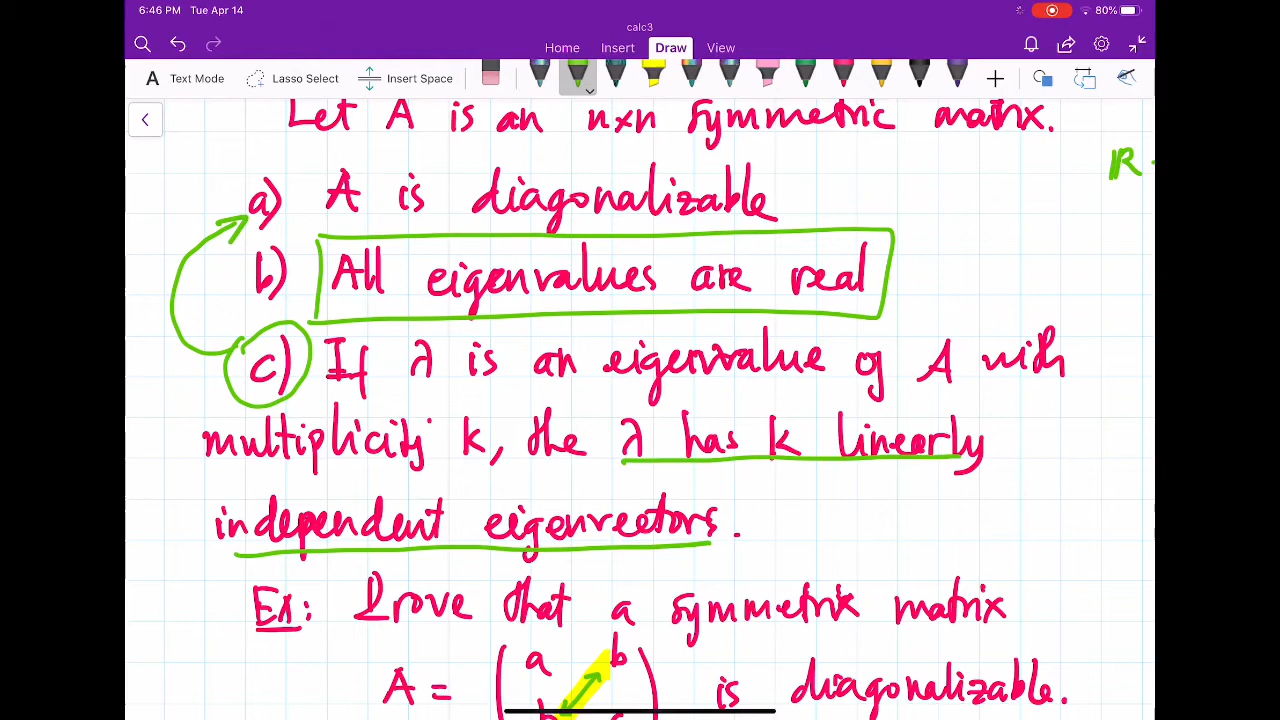 6:46 PM Tue Apr 14
80%
calc3
Home Insert Draw View
Text Mode Lasso Select Insert Space
Let A is an nxn symmetric matrix.
R
a) A is diagonalizable
b) All eigenvalues are real
c) If λ is an eigenvalue of A with
multiplicity k, the λ has k linearly
independent eigenvectors.
Ex: Prove that a symmetric matrix
a b
A = ( ) is diagonalizable.
b